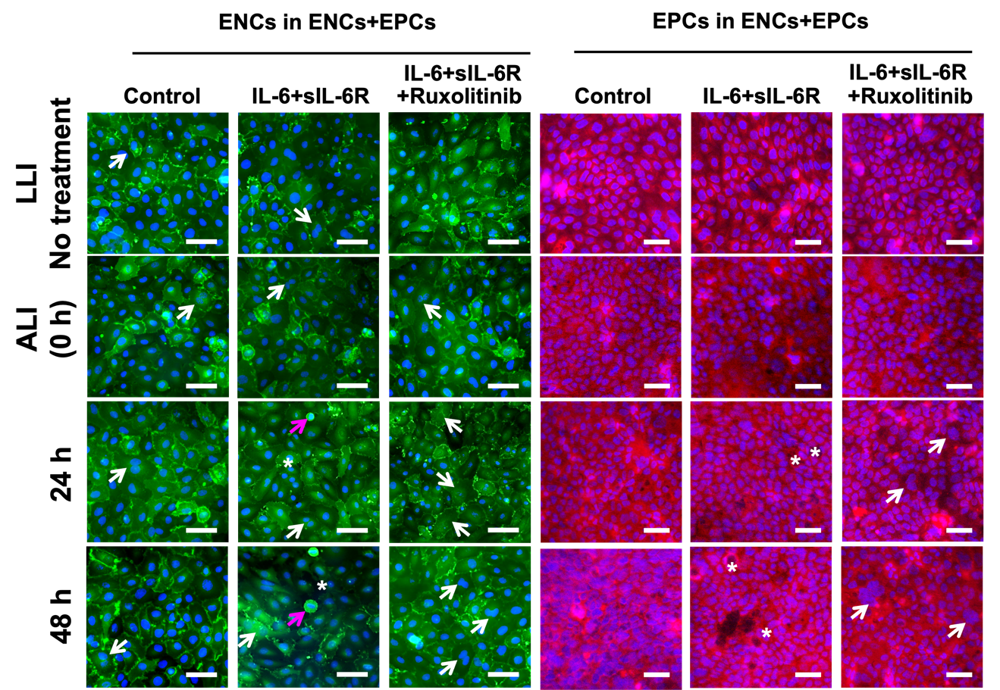 ENCs in ENCs+EPCs
EPCs in ENCs+EPCs
Control
IL-6+sIL-6R
IL-6+sIL-6R
+Ruxolitinib
Control
IL-6+sIL-6R
IL-6+sIL-6R
+Ruxolitinib
LLI
No treatment
ALI
(0 h)
24 h
*
*
*
48 h
*
*
*